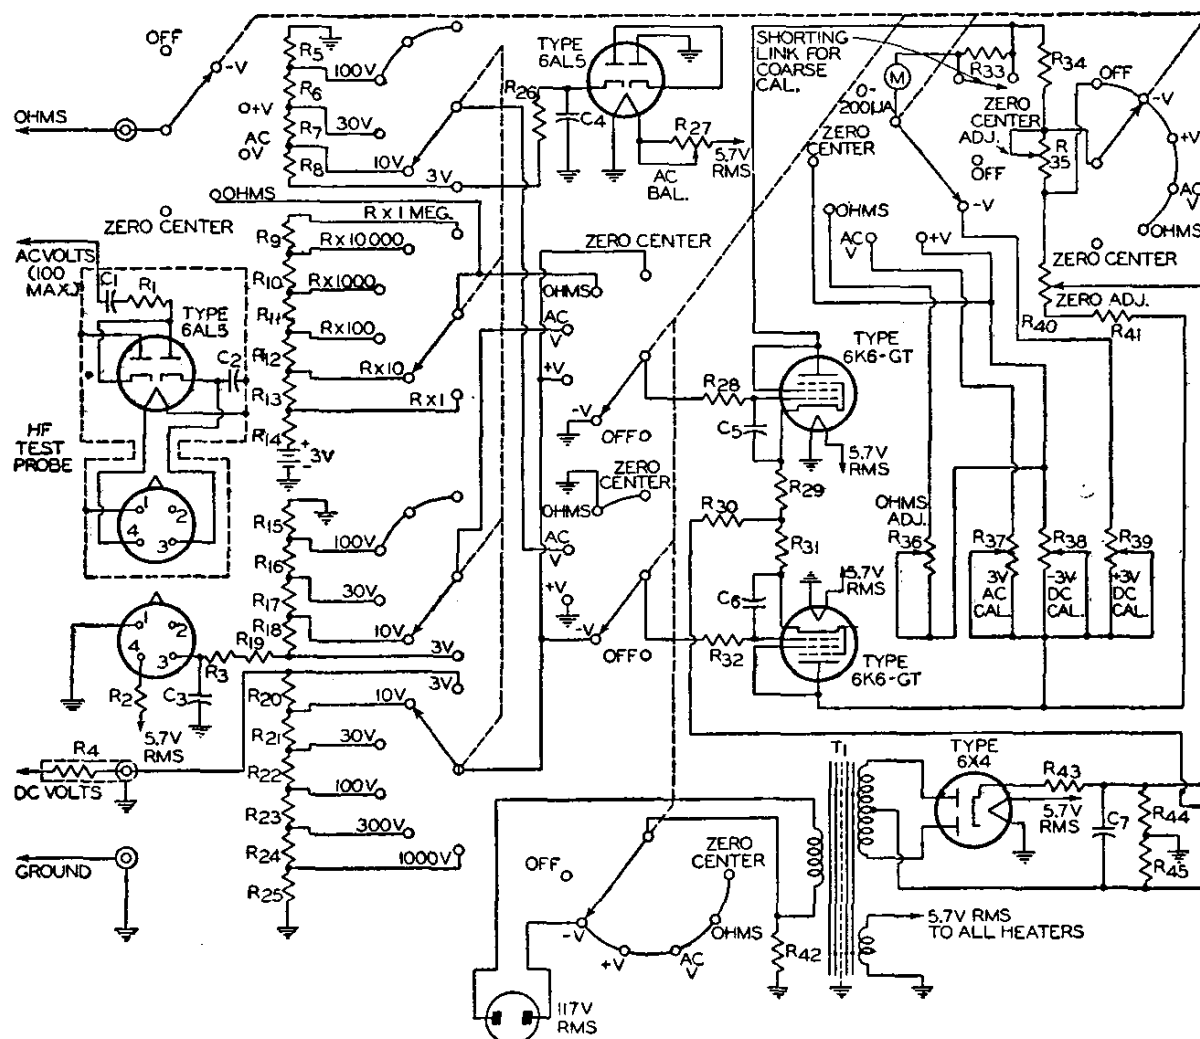 OFF
-V
OHMS
O+V
AC
OV
R5
100V
R6
R7
30V
R8
10V
3V
OHMS
ZERO CENTER
R26
TYPE
6AL5
C4
R27
5.7V
RMS
AC
BAL.
SHORTING
LINK FOR
COARSE
CAL.
M
0-
200µA
R33
R34
ZERO
CENTER
ADJ.
R
35
OFF
ZERO
CENTER
OFF
-V
+V
AC
V
OHMS
ZERO CENTER
-V
OHMS
AC
V
+V
ZERO ADJ.
R40
R41
AC VOLTS
(100
MAX.)
C1
R1
TYPE
6AL5
C2
HF
TEST
PROBE
1
2
4
3
R9
R x 1 MEG.
R10
R x 10000
R11
R x 1000
R12
R x 100
R13
R x 10
R14
R x 1
+
-
3V
ZERO CENTER
OHMS
AC
V
+V
-V
OFF
ZERO
CENTER
OHMS
AC
V
+V
-V
OFF
R28
C5
TYPE
6K6-GT
5.7V
RMS
R29
R30
R31
C6
5.7V
RMS
R32
TYPE
6K6-GT
OHMS
ADJ.
R36
R37
3V
AC
CAL.
R38
-3V
DC
CAL.
R39
+3V
DC
CAL.
R15
100V
R16
R17
30V
R18
10V
3V
1
2
4
3
R19
R3
R2
C3
5.7V
RMS
R4
DC VOLTS
GROUND
R20
3V
10V
R21
30V
R22
100V
R23
300V
R24
1000V
R25
OFF
-V
+V
AC
V
OHMS
ZERO
CENTER
117V
RMS
R42
T1
TYPE
6X4
R43
5.7V
RMS
C7
R44
R45
5.7V RMS
TO ALL HEATERS